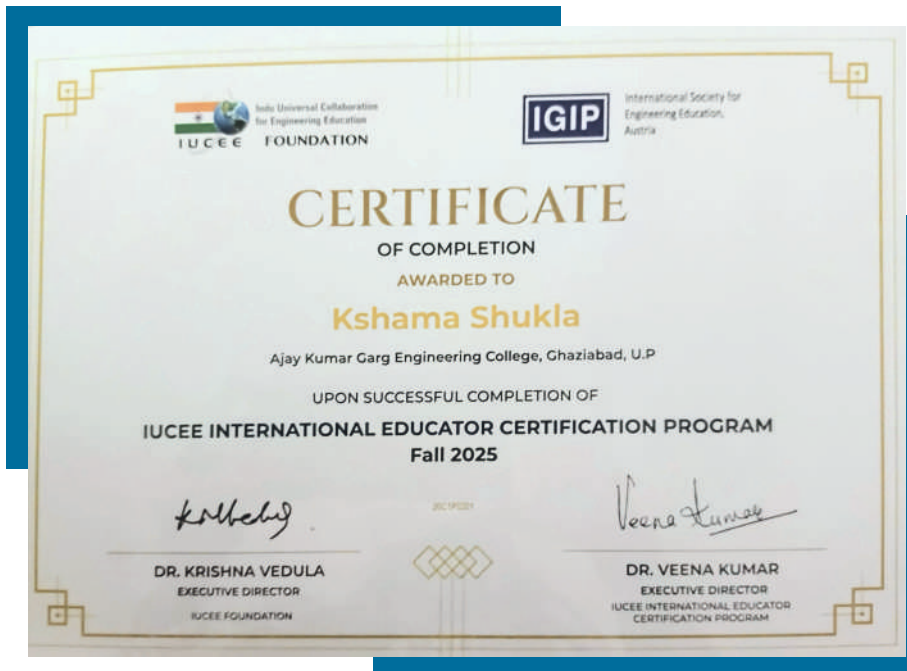 Indo Universal Collaboration
for Engineering Education
IUCEE FOUNDATION
IGIP
International Society for
Engineering Education,
Austria
CERTIFICATE
OF COMPLETION
AWARDED TO
Kshama Shukla
Ajay Kumar Garg Engineering College, Ghaziabad, U.P
UPON SUCCESSFUL COMPLETION OF
IUCEE INTERNATIONAL EDUCATOR CERTIFICATION PROGRAM
Fall 2025
Veena Kumar
DR. KRISHNA VEDULA
EXECUTIVE DIRECTOR
IUCEE FOUNDATION
DR. VEENA KUMAR
EXECUTIVE DIRECTOR
IUCEE INTERNATIONAL EDUCATOR
CERTIFICATION PROGRAM